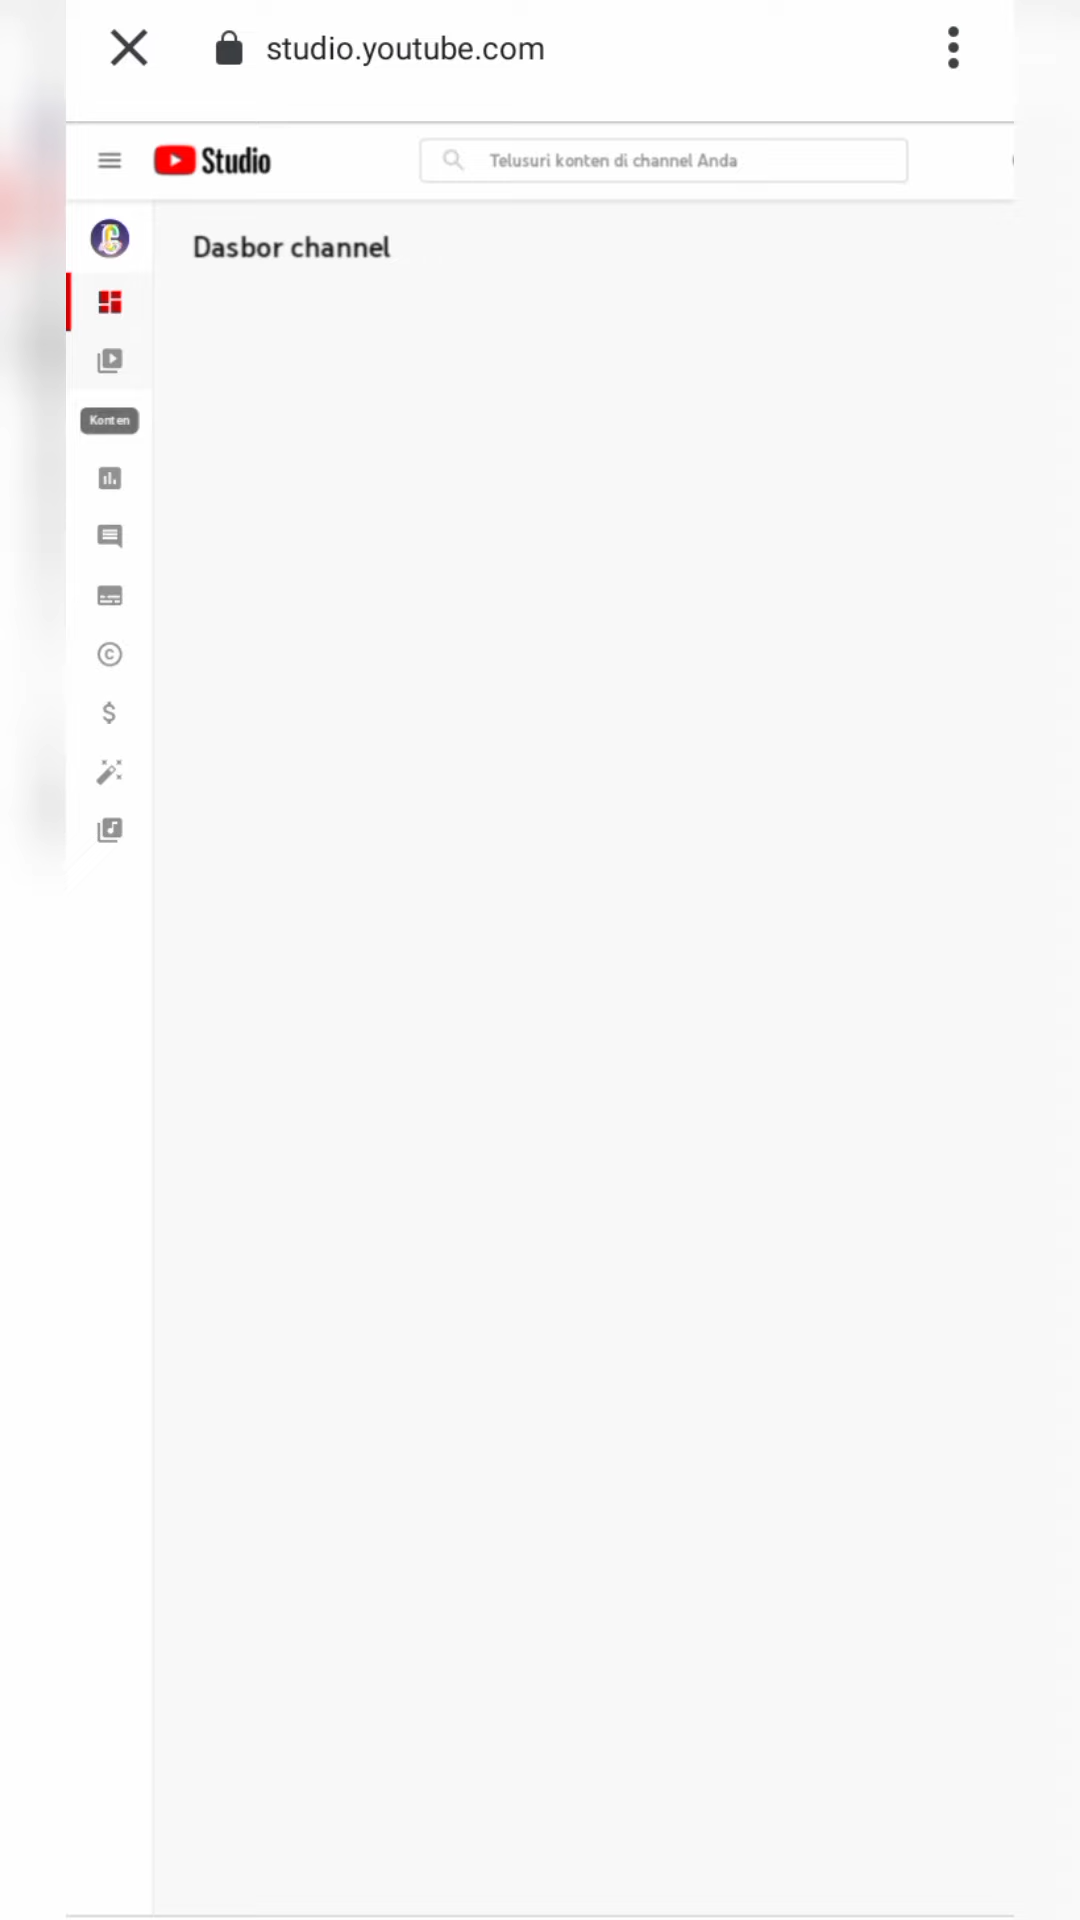 studio.youtube.com
Studio
Telusuri konten di channel Anda
Dasbor channel
Konten